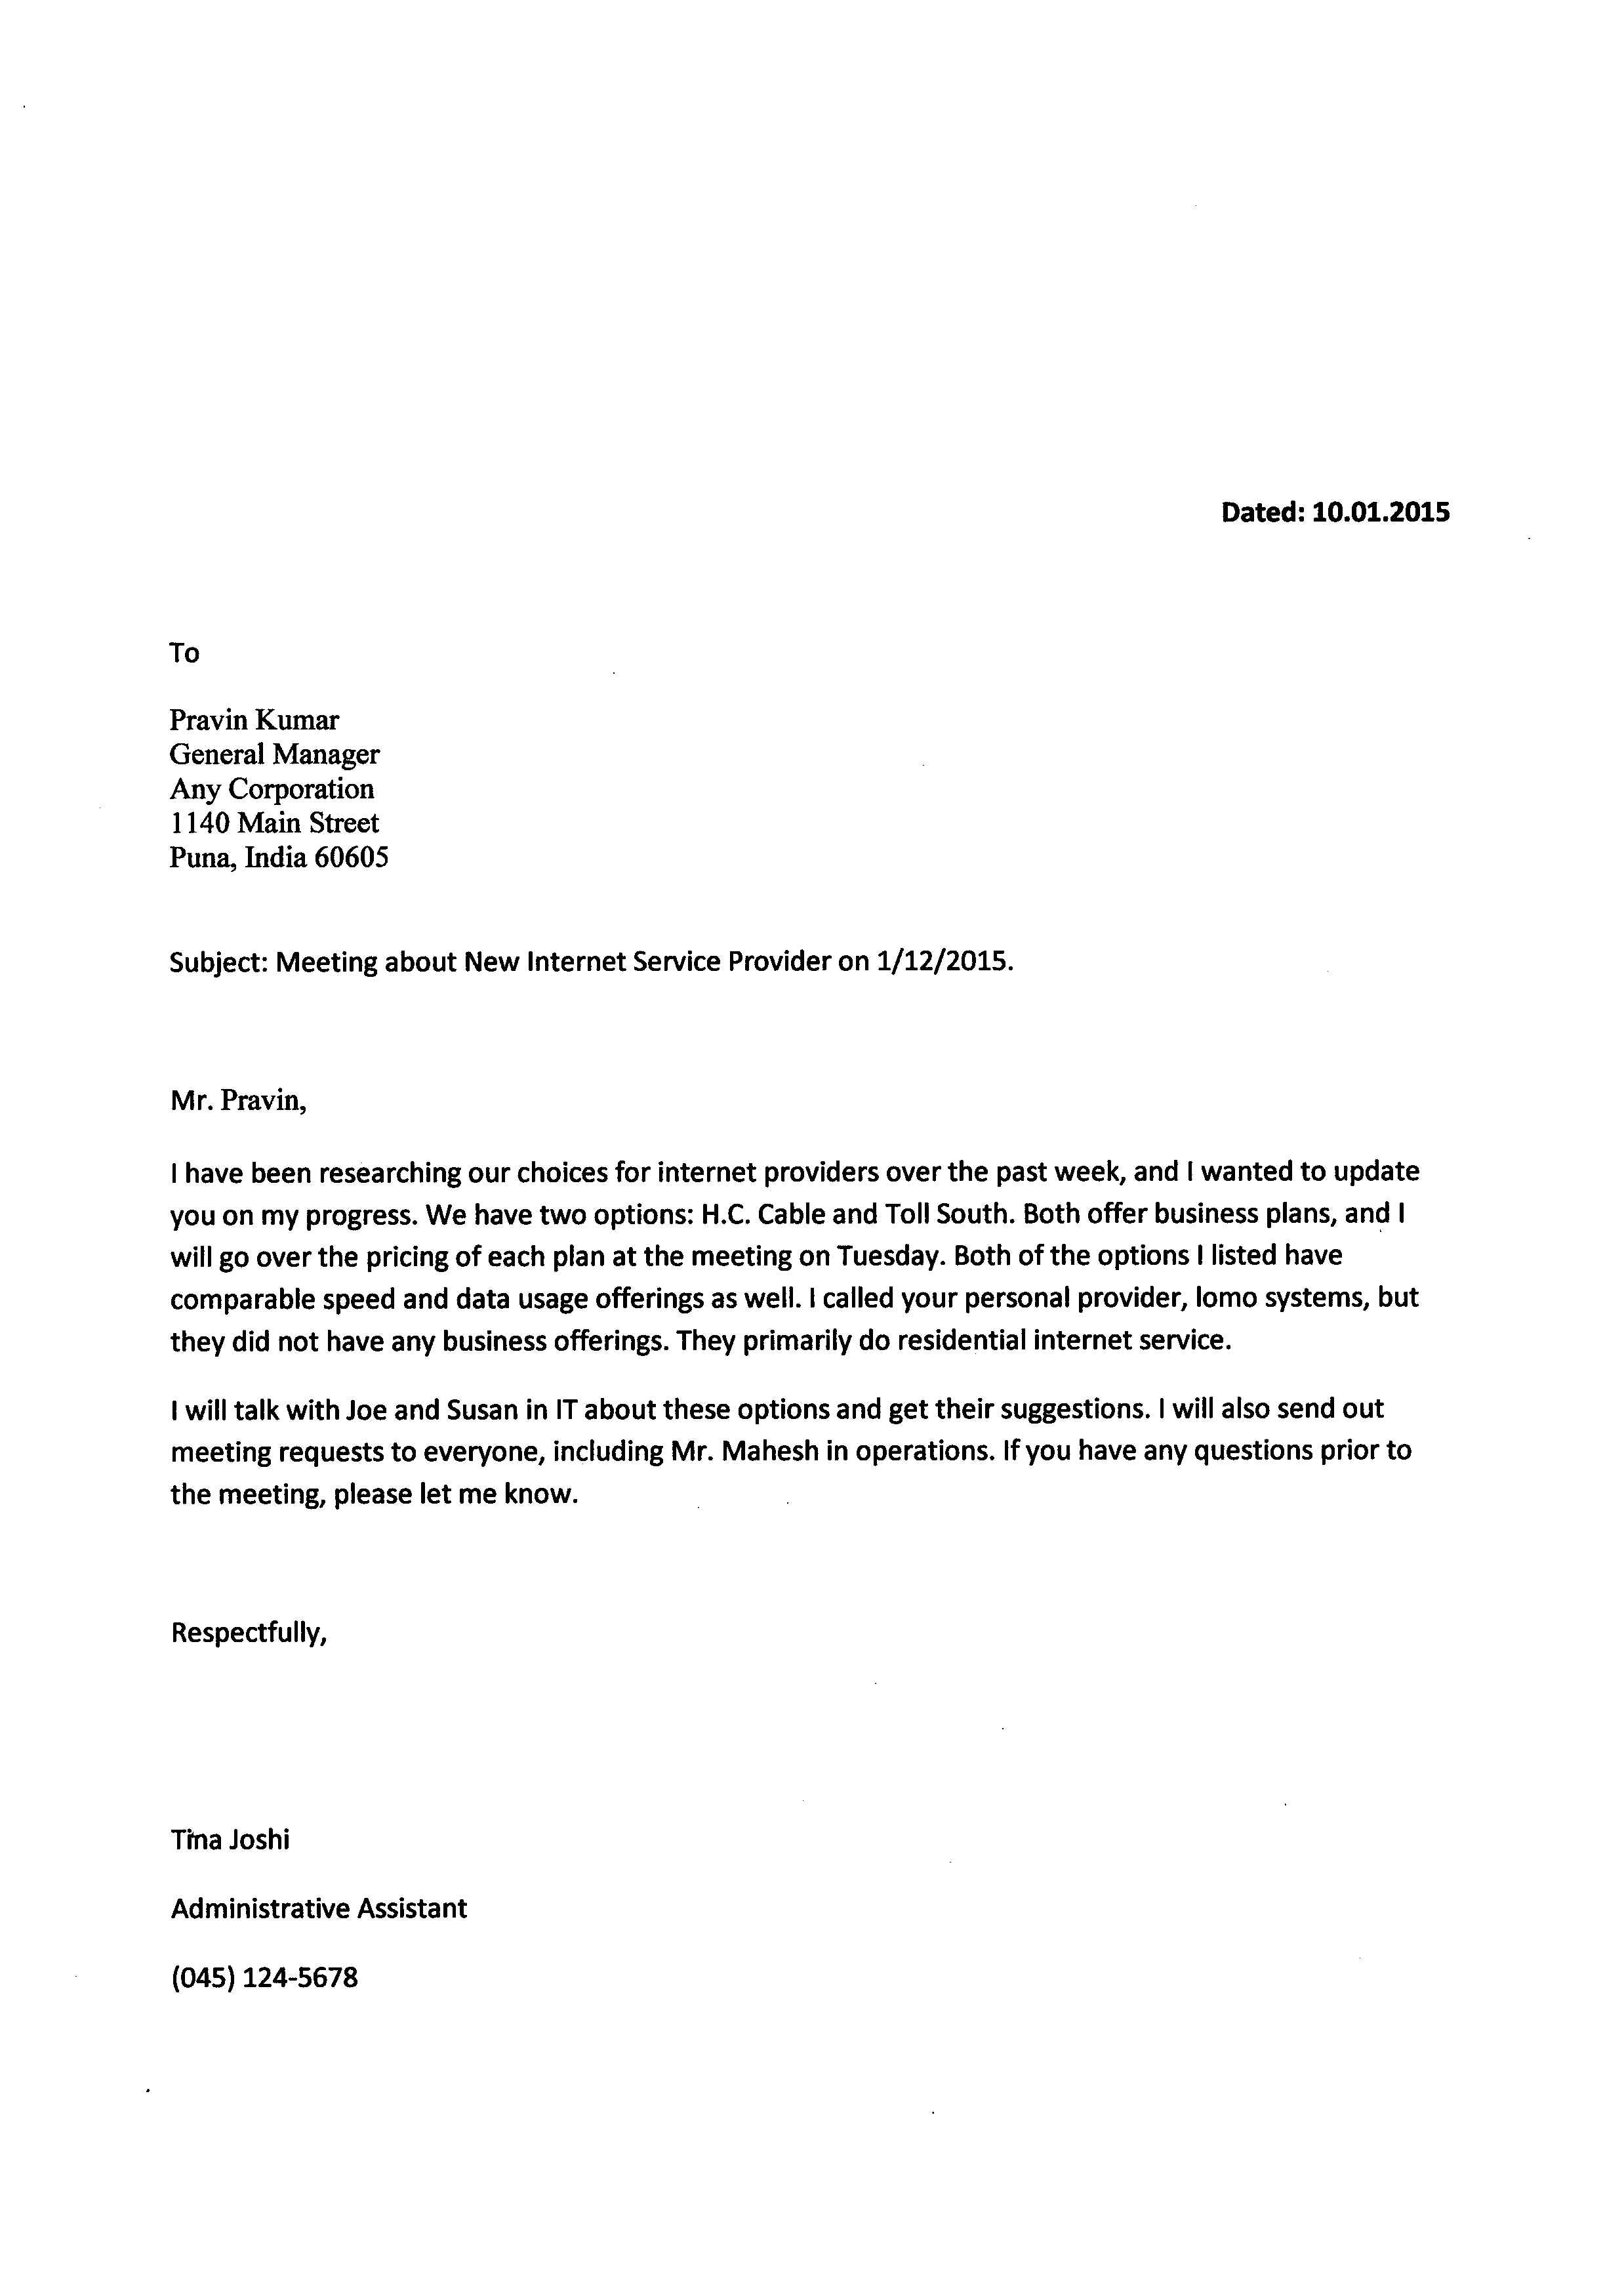 Dated: 10.01.2015
To
Pravin Kumar
General Manager
Any Corporation
1140 Main Street
Puna, India 60605
Subject: Meeting about New Internet Service Provider on 1/12/2015.
Mr. Pravin,
I have been researching our choices for internet providers over the past week, and I wanted to update
you on my progress. We have two options: H.C. Cable and Toll South. Both offer business plans, and I
will go over the pricing of each plan at the meeting on Tuesday. Both of the options I listed have
comparable speed and data usage offerings as well. I called your personal provider, lomo systems, but
they did not have any business offerings. They primarily do residential internet service.
I will talk with Joe and Susan in IT about these options and get their suggestions. I will also send out
meeting requests to everyone, including Mr. Mahesh in operations. If you have any questions prior to
the meeting, please let me know.
Respectfully,
Tina Joshi
Administrative Assistant
(045) 124-5678